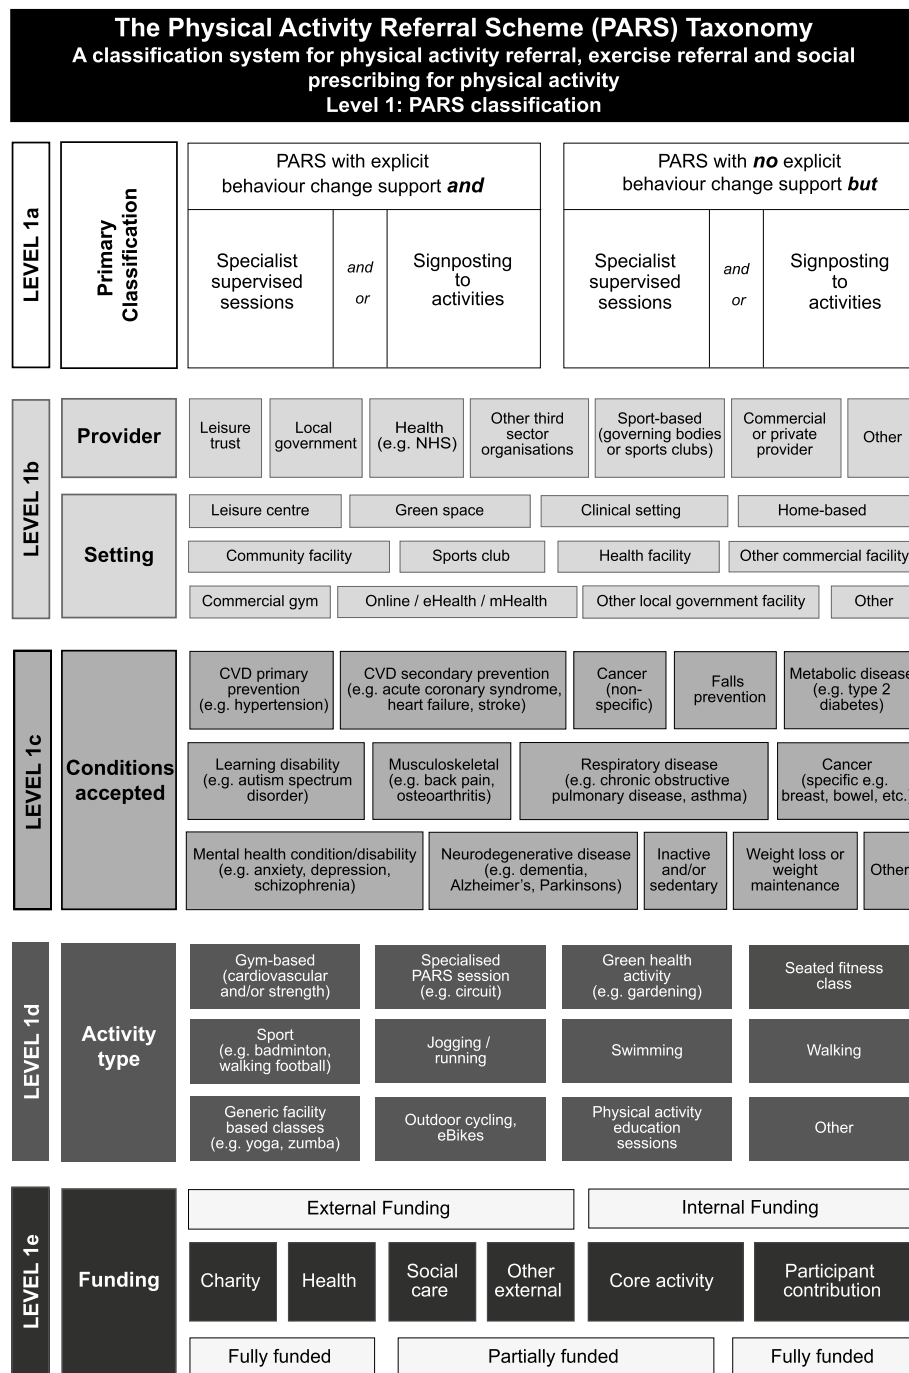 The Physical Activity Referral Scheme (PARS) Taxonomy
A classification system for physical activity referral, exercise referral and social
prescribing for physical activity
Level 1: PARS classification
LEVEL 1a
Primary
Classification
PARS with explicit
behaviour change support and
Specialist
supervised
sessions
and
or
Signposting
to
activities
PARS with no explicit
behaviour change support but
Specialist
supervised
sessions
and
or
Signposting
to
activities
LEVEL 1b
Provider
Leisure
trust
Local
government
Health
(e.g. NHS)
Other third
sector
organisations
Sport-based
(governing bodies
or sports clubs)
Commercial
or private
provider
Other
Setting
Leisure centre
Green space
Clinical setting
Home-based
Community facility
Sports club
Health facility
Other commercial facility
Commercial gym
Online / eHealth / mHealth
Other local government facility
Other
LEVEL 1c
Conditions
accepted
CVD primary
prevention
(e.g. hypertension)
CVD secondary prevention
(e.g. acute coronary syndrome,
heart failure, stroke)
Cancer
(non-
specific)
Falls
prevention
Metabolic disease
(e.g. type 2
diabetes)
Learning disability
(e.g. autism spectrum
disorder)
Musculoskeletal
(e.g. back pain,
osteoarthritis)
Respiratory disease
(e.g. chronic obstructive
pulmonary disease, asthma)
Cancer
(specific e.g.
breast, bowel, etc.)
Mental health condition/disability
(e.g. anxiety, depression,
schizophrenia)
Neurodegenerative disease
(e.g. dementia,
Alzheimer's, Parkinsons)
Inactive
and/or
sedentary
Weight loss or
weight
maintenance
Other
LEVEL 1d
Activity
type
Gym-based
(cardiovascular
and/or strength)
Specialised
PARS session
(e.g. circuit)
Green health
activity
(e.g. gardening)
Seated fitness
class
Sport
(e.g. badminton,
walking football)
Jogging /
running
Swimming
Walking
Generic facility
based classes
(e.g. yoga, zumba)
Outdoor cycling,
eBikes
Physical activity
education
sessions
Other
LEVEL 1e
Funding
External Funding
Internal Funding
Charity
Health
Social
care
Other
external
Core activity
Participant
contribution
Fully funded
Partially funded
Fully funded